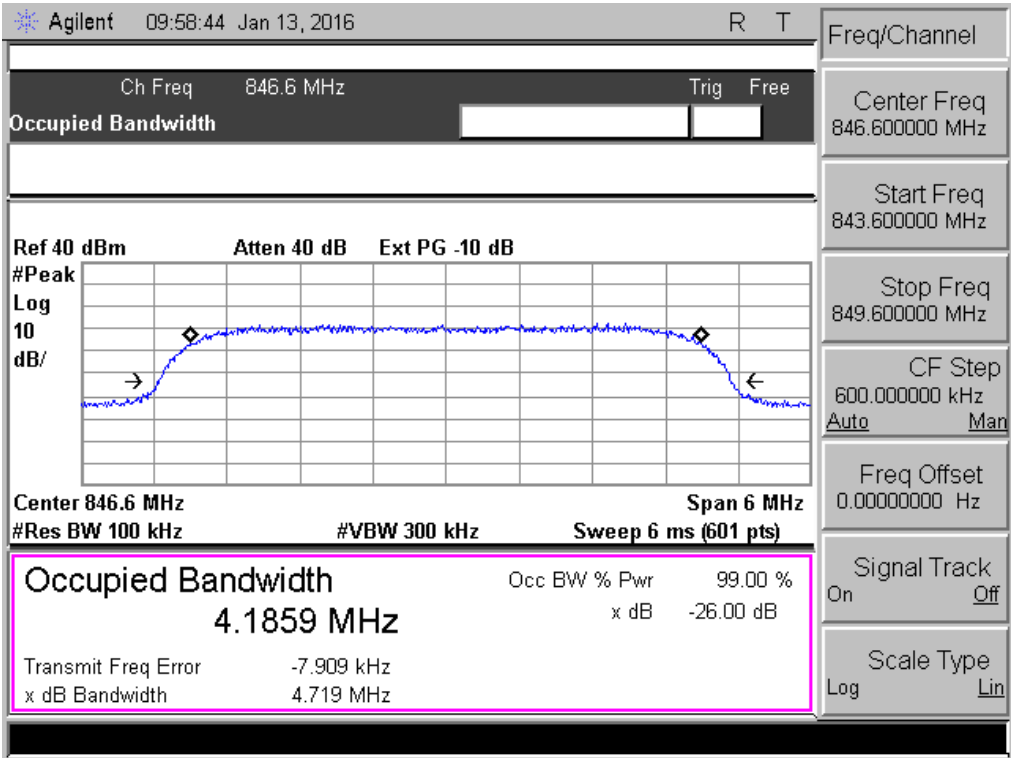 Agilent 09:58:44 Jan 13, 2016 R T
Freq/Channel
Ch Freq 846.6 MHz Trig Free
Occupied Bandwidth
Center Freq
846.600000 MHz
Start Freq
843.600000 MHz
Stop Freq
849.600000 MHz
CF Step
600.000000 kHz
Auto Man
Freq Offset
0.00000000 Hz
Signal Track
On Off
Scale Type
Log Lin
Ref 40 dBm Atten 40 dB Ext PG -10 dB
#Peak
Log
10
dB/
Center 846.6 MHz Span 6 MHz
#Res BW 100 kHz #VBW 300 kHz Sweep 6 ms (601 pts)
Occupied Bandwidth
4.1859 MHz
Occ BW % Pwr 99.00 %
x dB -26.00 dB
Transmit Freq Error -7.909 kHz
x dB Bandwidth 4.719 MHz